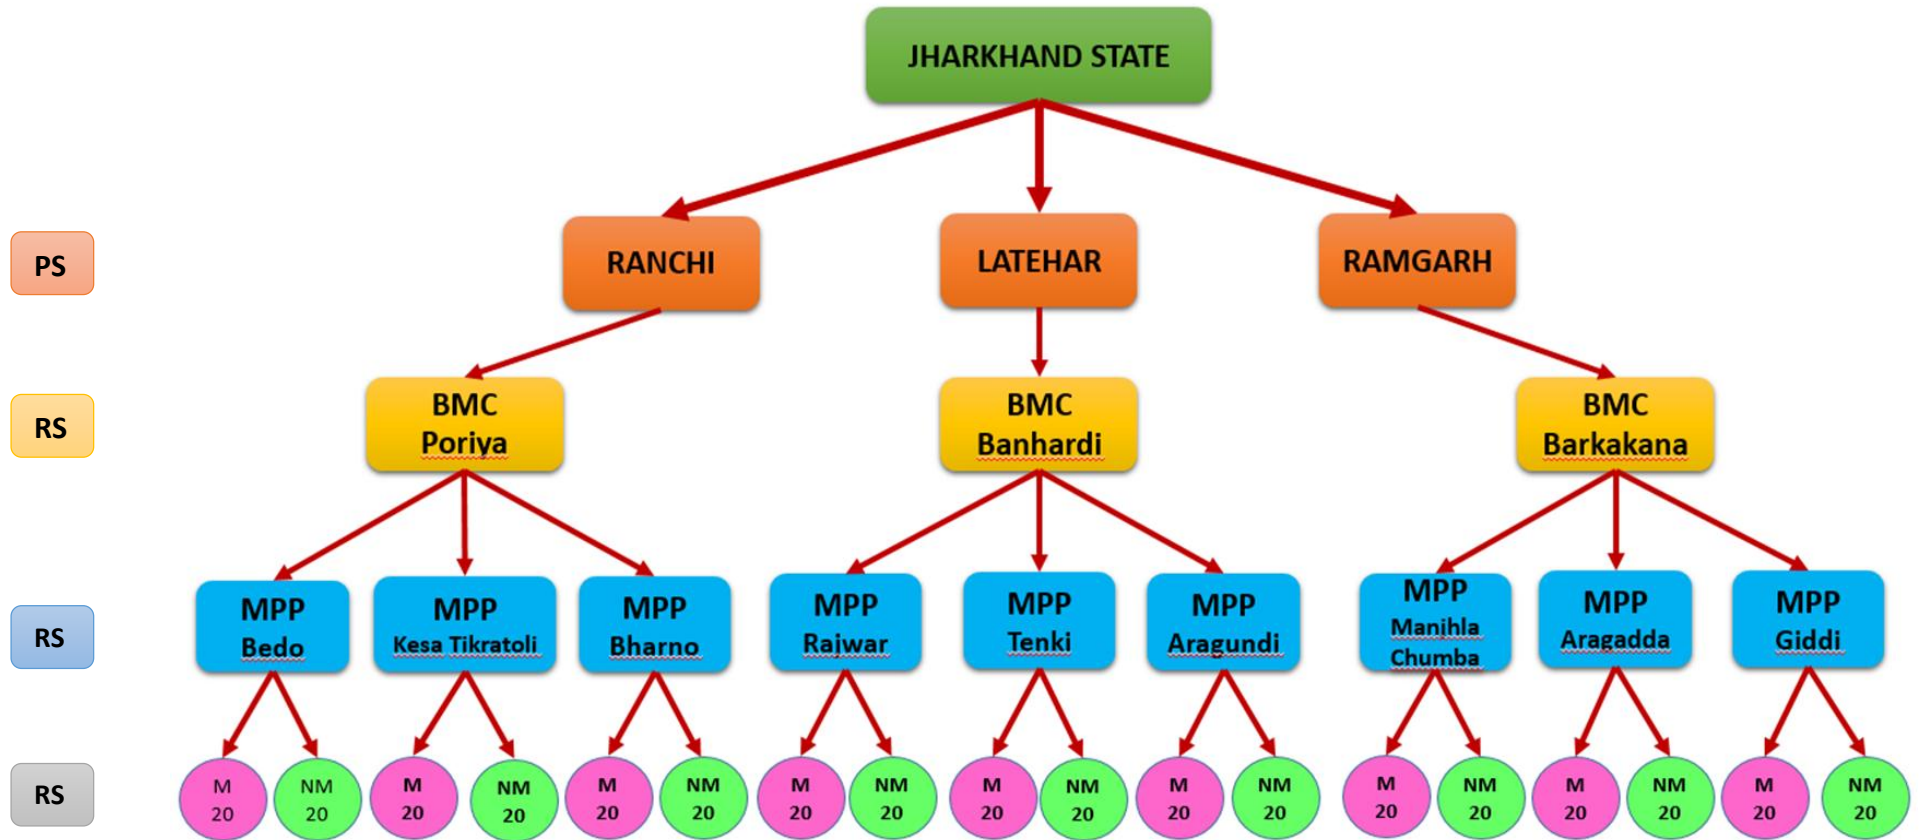 JHARKHAND STATE
PS
RANCHI
LATEHAR
RAMGARH
RS
BMC
Poriya
BMC
Banhardi
BMC
Barkakana
RS
MPP
Bedo
MPP
Kesa Tikratoli
MPP
Bharno
MPP
Rajwar
MPP
Tenki
MPP
Aragundi
MPP
Manjhla
Chumba
MPP
Aragadda
MPP
Giddi
RS
M
20
NM
20
M
20
NM
20
M
20
NM
20
M
20
NM
20
M
20
NM
20
M
20
NM
20
M
20
NM
20
M
20
NM
20
M
20
NM
20